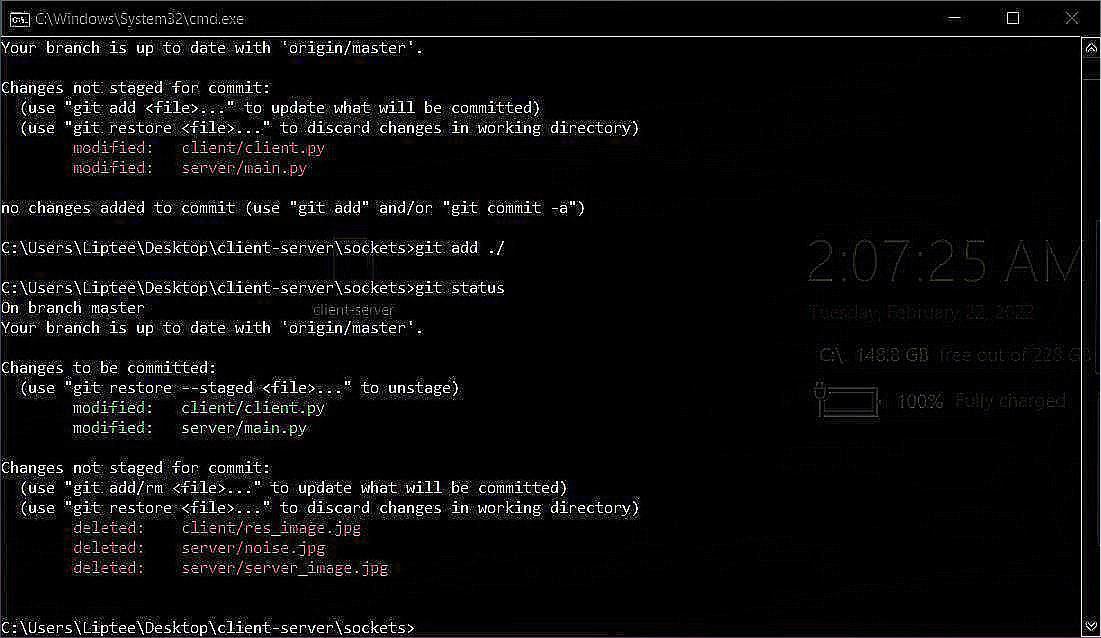 C:\Windows\System32\cmd.exe
Your branch is up to date with 'origin/master'.
Changes not staged for commit:
(use "git add <file>..." to update what will be committed)
(use "git restore <file>..." to discard changes in working directory)
modified: client/client.py
modified: server/main.py
no changes added to commit (use "git add" and/or "git commit -a")
C:\Users\Liptee\Desktop\client-server\sockets>git add ./
C:\Users\Liptee\Desktop\client-server\sockets>git status
On branch master
Your branch is up to date with 'origin/master'.
Changes to be committed:
(use "git restore --staged <file>..." to unstage)
modified: client/client.py
modified: server/main.py
Changes not staged for commit:
(use "git add/rm <file>..." to update what will be committed)
(use "git restore <file>..." to discard changes in working directory)
deleted: client/res_image.jpg
deleted: server/noise.jpg
deleted: server/server_image.jpg
C:\Users\Liptee\Desktop\client-server\sockets>
client-server
2:07:25 AM
Tuesday, February 22, 2022
C:\ 148.8 GB free out of 228 GB
100% Fully charged